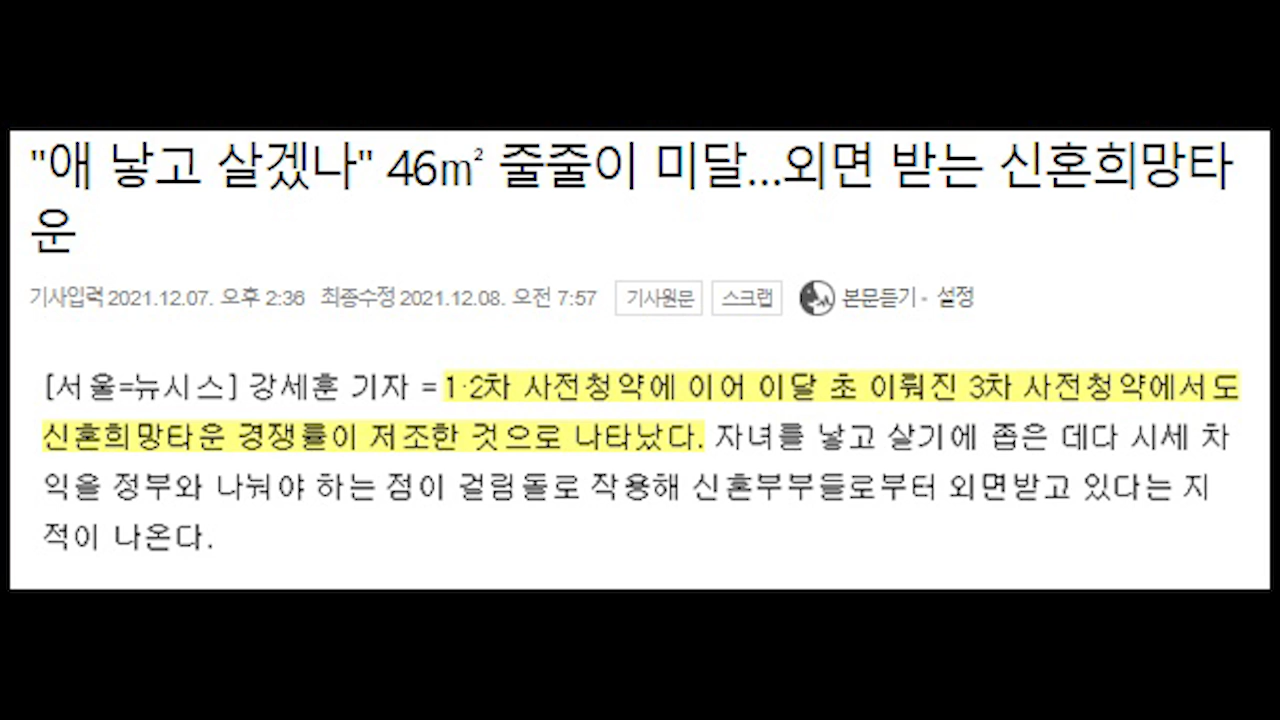 "애 낳고 살겠나" 46㎡ 줄줄이 미달...외면 받는 신혼희망타
운
기사입력 2021.12.07. 오후 2:36 최종수정 2021.12.08. 오전 7:57 기사원문 스크랩 본문듣기 · 설정
[서울=뉴시스] 강세훈 기자 = 1·2차 사전청약에 이어 이달 초 이뤄진 3차 사전청약에서도
신혼희망타운 경쟁률이 저조한 것으로 나타났다. 자녀를 낳고 살기에 좁은 데다 시세 차
익을 정부와 나눠야 하는 점이 걸림돌로 작용해 신혼부부들로부터 외면받고 있다는 지
적이 나온다.